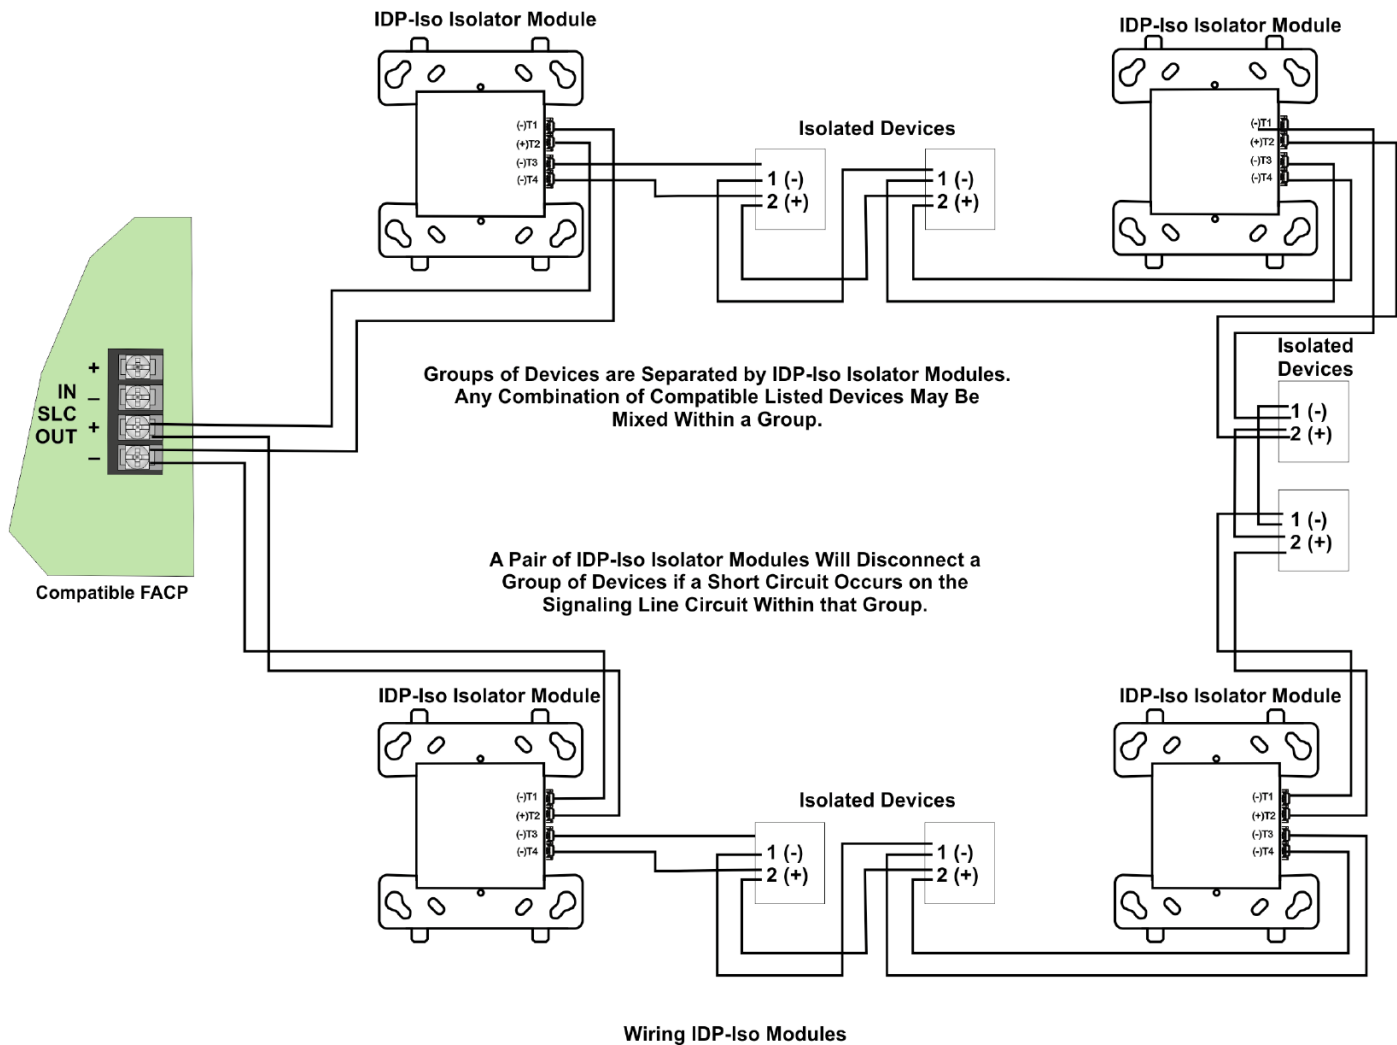 IDP-Iso Isolator Module
IDP-Iso Isolator Module
(-)T1
(+)T2
(-)T3
(-)T4
Isolated Devices
1 (-)
2 (+)
1 (-)
2 (+)
(-)T1
(+)T2
(-)T3
(-)T4
+
IN –
SLC
OUT +
–
Compatible FACP
Groups of Devices are Separated by IDP-Iso Isolator Modules.
Any Combination of Compatible Listed Devices May Be
Mixed Within a Group.
Isolated
Devices
1 (-)
2 (+)
1 (-)
2 (+)
A Pair of IDP-Iso Isolator Modules Will Disconnect a
Group of Devices if a Short Circuit Occurs on the
Signaling Line Circuit Within that Group.
IDP-Iso Isolator Module
IDP-Iso Isolator Module
(-)T1
(+)T2
(-)T3
(-)T4
Isolated Devices
1 (-)
2 (+)
1 (-)
2 (+)
(-)T1
(+)T2
(-)T3
(-)T4
Wiring IDP-Iso Modules